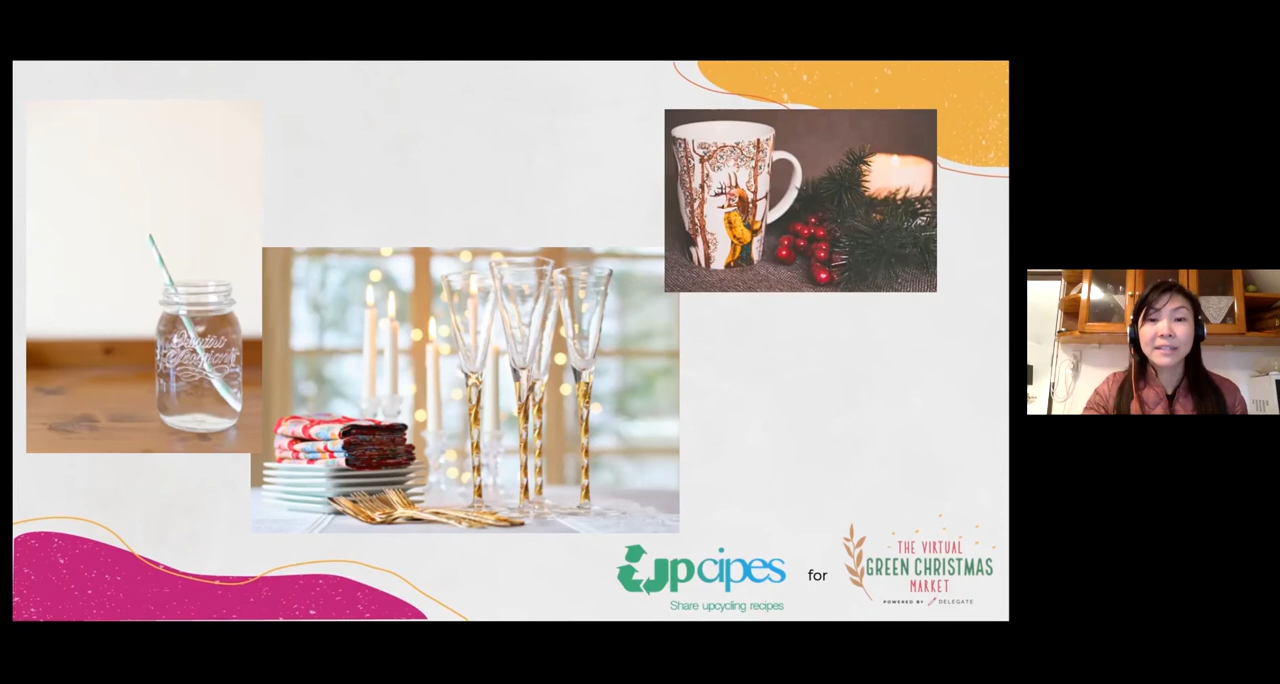 upcipes
Share upcycling recipes
for
THE VIRTUAL
GREEN CHRISTMAS
MARKET
POWERED BY DELEGATE